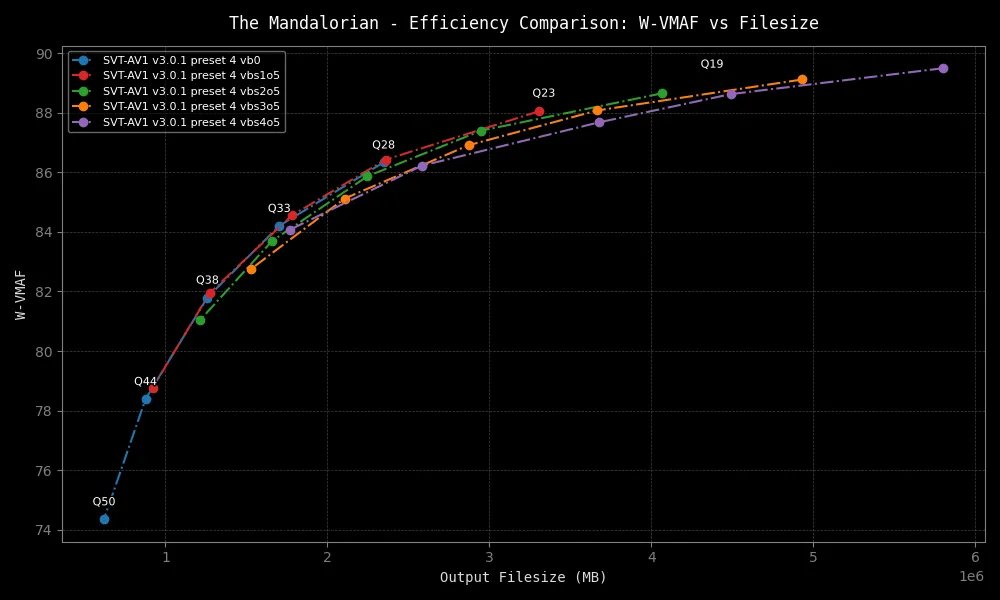 The Mandalorian - Efficiency Comparison: W-VMAF vs Filesize
SVT-AV1 v3.0.1 preset 4 vb0
SVT-AV1 v3.0.1 preset 4 vbs1o5
SVT-AV1 v3.0.1 preset 4 vbs2o5
SVT-AV1 v3.0.1 preset 4 vbs3o5
SVT-AV1 v3.0.1 preset 4 vbs4o5
W-VMAF
90
88
86
84
82
80
78
76
74
Q19
Q23
Q28
Q33
Q38
Q44
Q50
1
2
3
4
5
6
1e6
Output Filesize (MB)